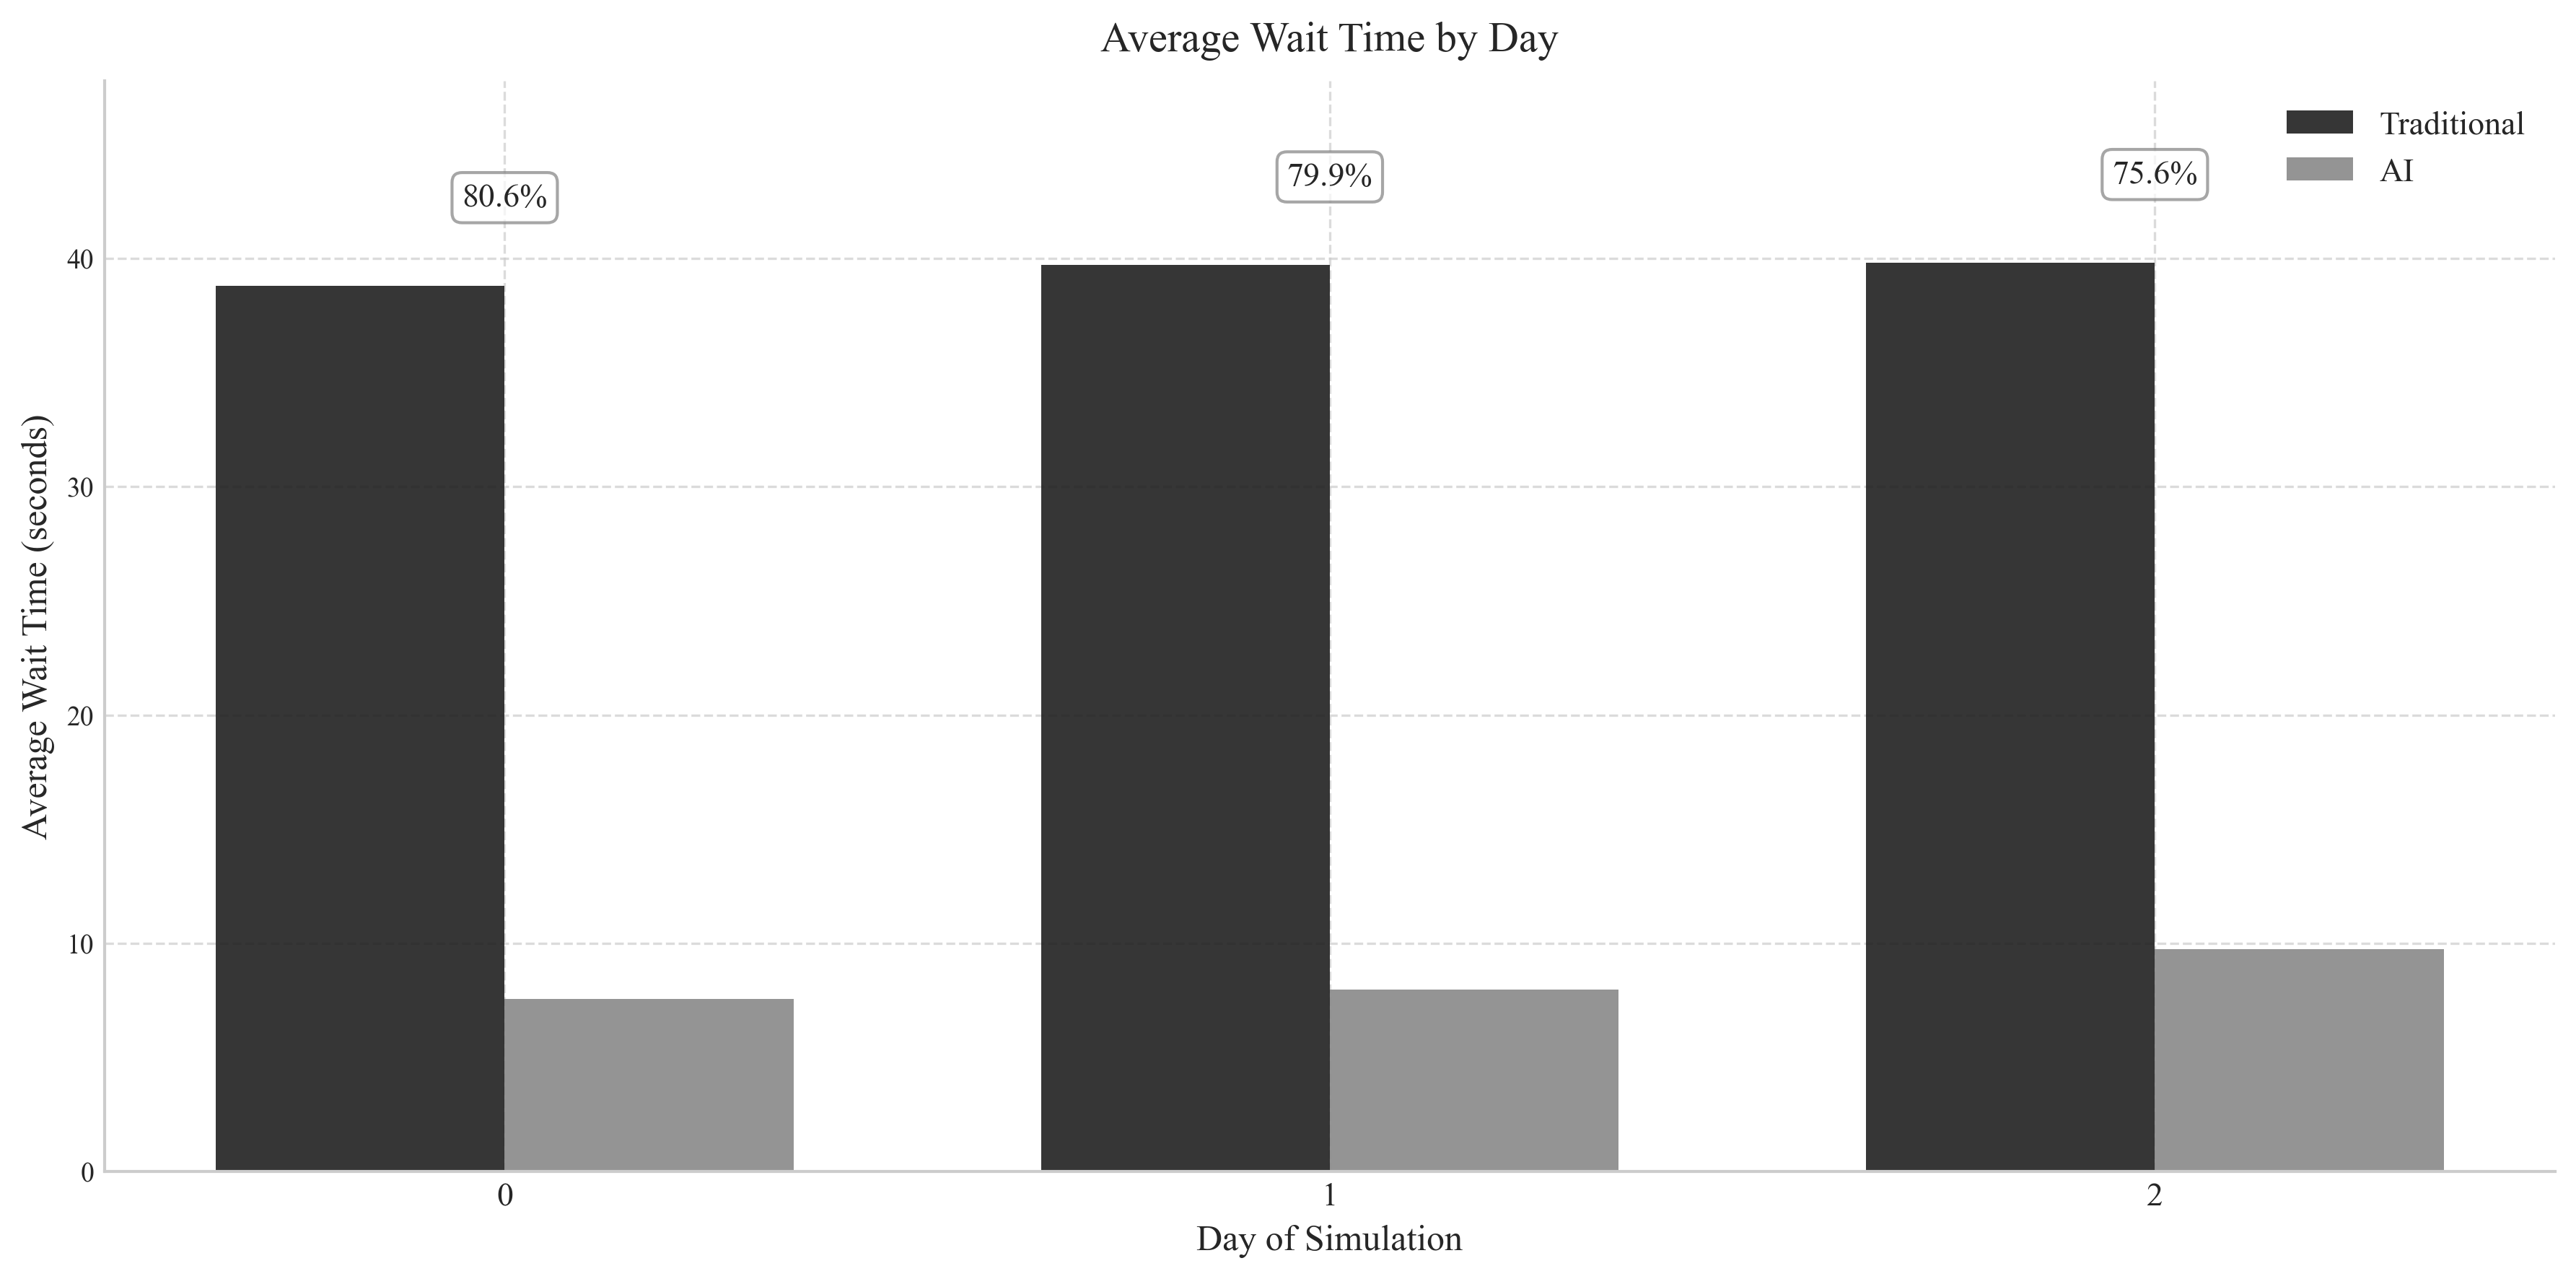 Average Wait Time by Day
Traditional
AI
80.6%
79.9%
75.6%
40
30
20
10
0
Average Wait Time (seconds)
0
1
2
Day of Simulation